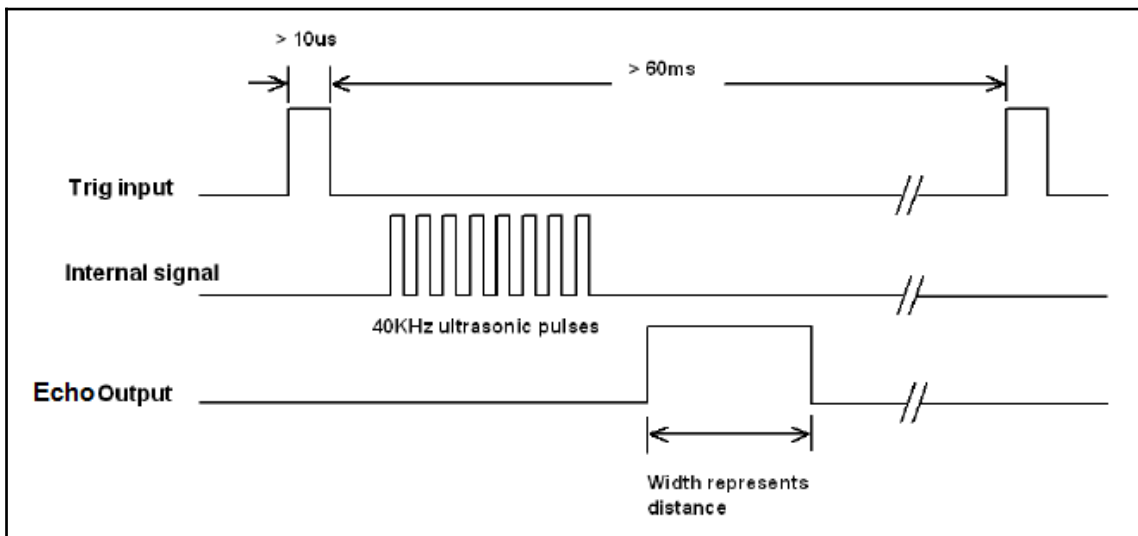 > 10us
> 60ms
Trig input
Internal signal
40KHz ultrasonic pulses
Echo Output
Width represents
distance